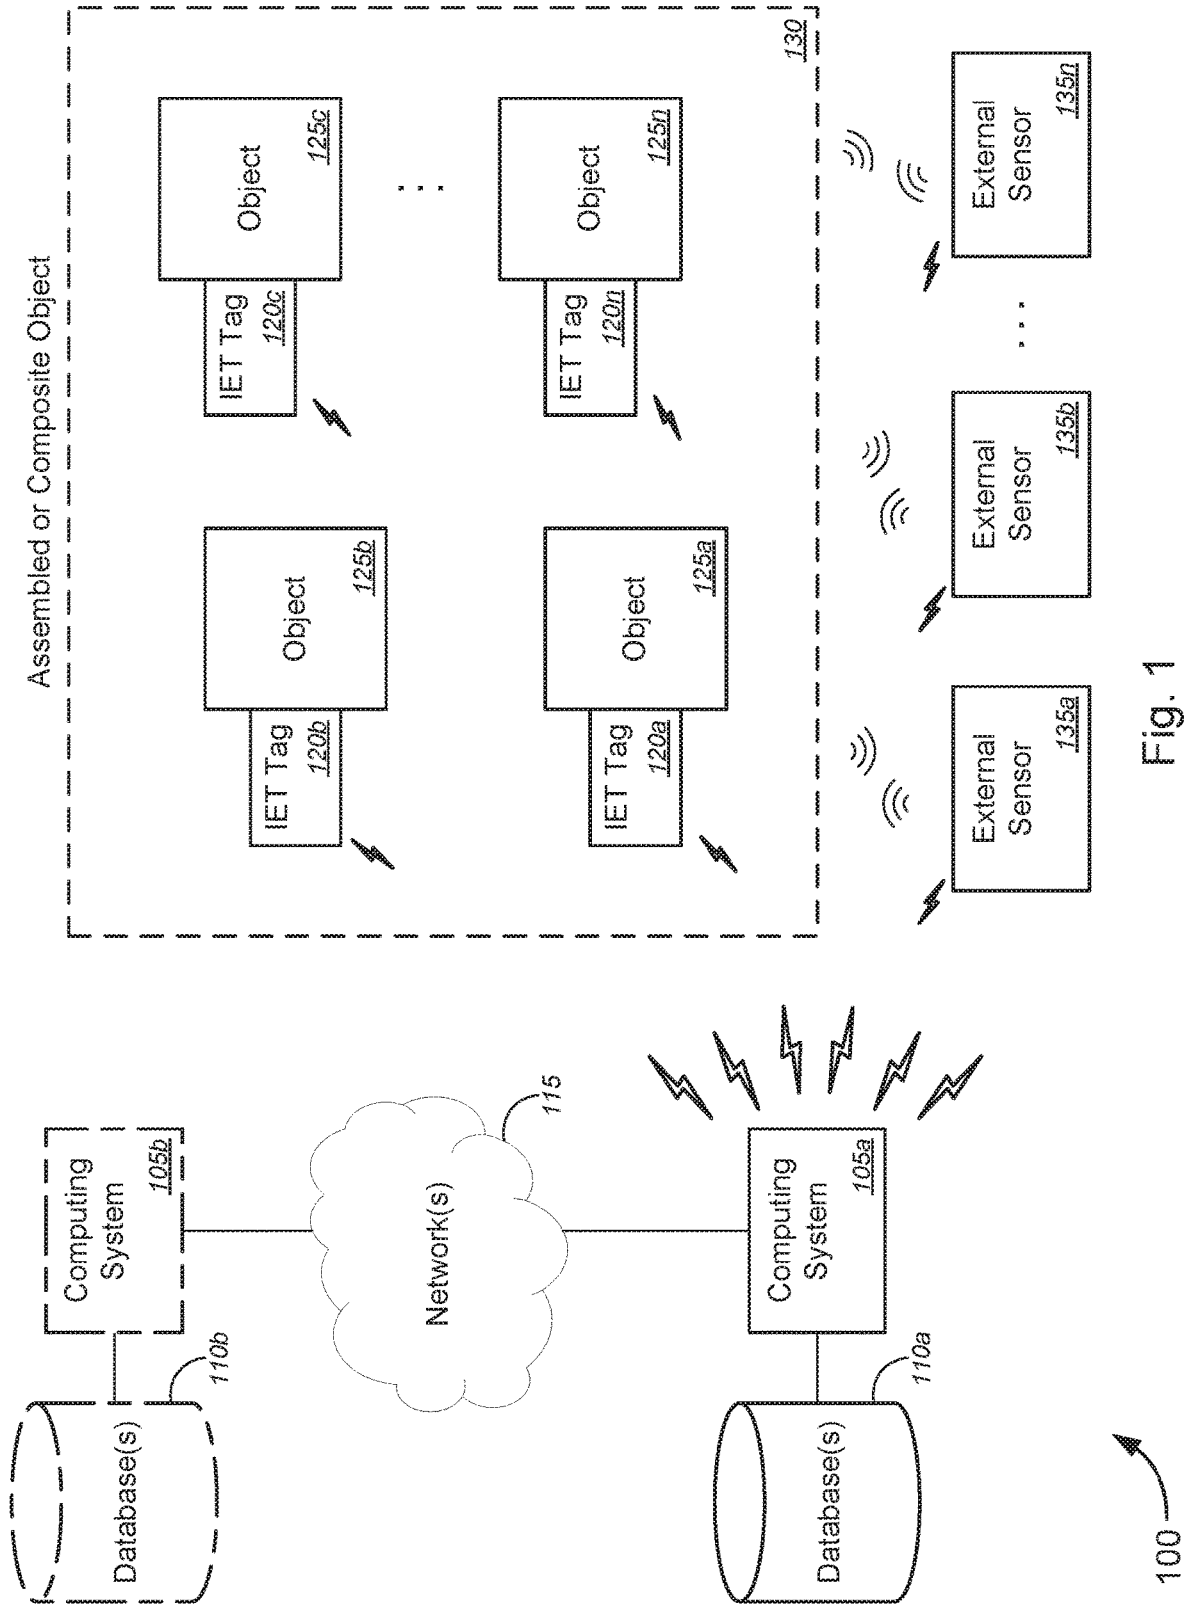 Assembled or Composite Object
Computing
System
105b
Database(s)
110b
Network(s)
115
Computing
System
105a
Database(s)
110a
IET Tag
120b
Object
125b
IET Tag
120c
Object
125c
. . .
IET Tag
120a
Object
125a
IET Tag
120n
Object
125n
130
External
Sensor
135a
External
Sensor
135b
. . .
External
Sensor
135n
100
Fig. 1